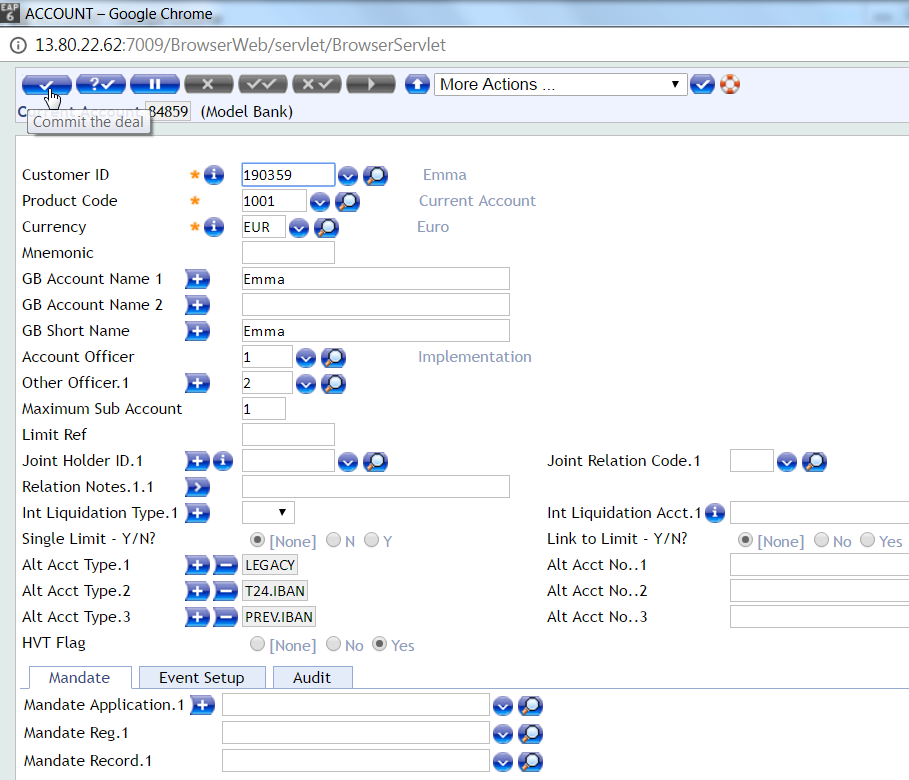 EAP 6 ACCOUNT – Google Chrome
13.80.22.62:7009/BrowserWeb/servlet/BrowserServlet
More Actions ...
84859 (Model Bank)
Commit the deal
Customer ID * 190359 Emma
Product Code * 1001 Current Account
Currency * EUR Euro
Mnemonic
GB Account Name 1 Emma
GB Account Name 2
GB Short Name Emma
Account Officer 1 Implementation
Other Officer.1 2
Maximum Sub Account 1
Limit Ref
Joint Holder ID.1 Joint Relation Code.1
Relation Notes.1.1
Int Liquidation Type.1 Int Liquidation Acct.1
Single Limit - Y/N? [None] N Y Link to Limit - Y/N? [None] No Yes
Alt Acct Type.1 LEGACY Alt Acct No..1
Alt Acct Type.2 T24.IBAN Alt Acct No..2
Alt Acct Type.3 PREV.IBAN Alt Acct No..3
HVT Flag [None] No Yes
Mandate Event Setup Audit
Mandate Application.1
Mandate Reg.1
Mandate Record.1